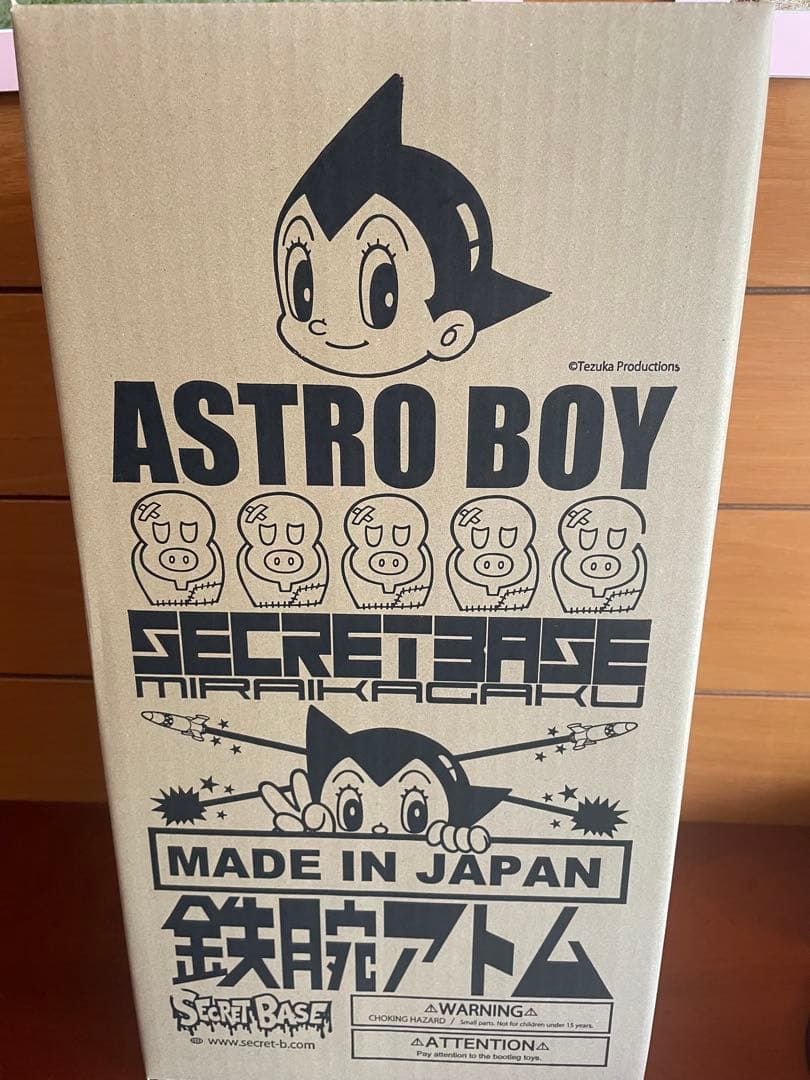 ©Tezuka Productions
ASTRO BOY
SECRETBASE
MIRAIKAGAKU
MADE IN JAPAN
鉄腕アトム
SECRET BASE
www.secret-b.com
⚠WARNING⚠
CHOKING HAZARD / Small parts. Not for children under 15 years.
⚠ATTENTION⚠
Pay attention to the bootleg toys.